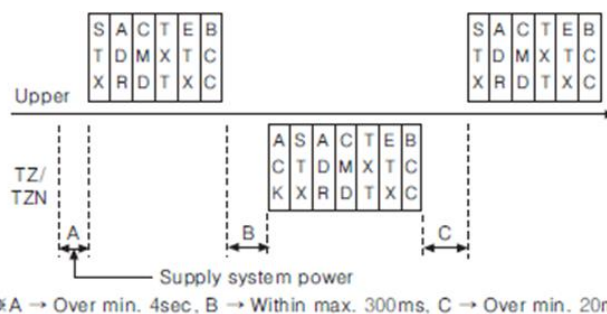 S A C T E B
T D M X T C
X R D T X C
S A C T E B
T D M X T C
X R D T X C
Upper
A S A C T E B
C T D M X T C
K X R D T X C
TZ/
TZN
A
B
C
Supply system power
※A → Over min. 4sec, B → Within max. 300ms, C → Over min. 20m